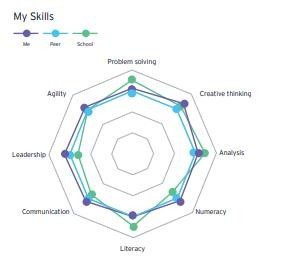 My Skills
Me Peer School
Problem solving
Agility Creative thinking
Leadership Analysis
Communication Numeracy
Literacy